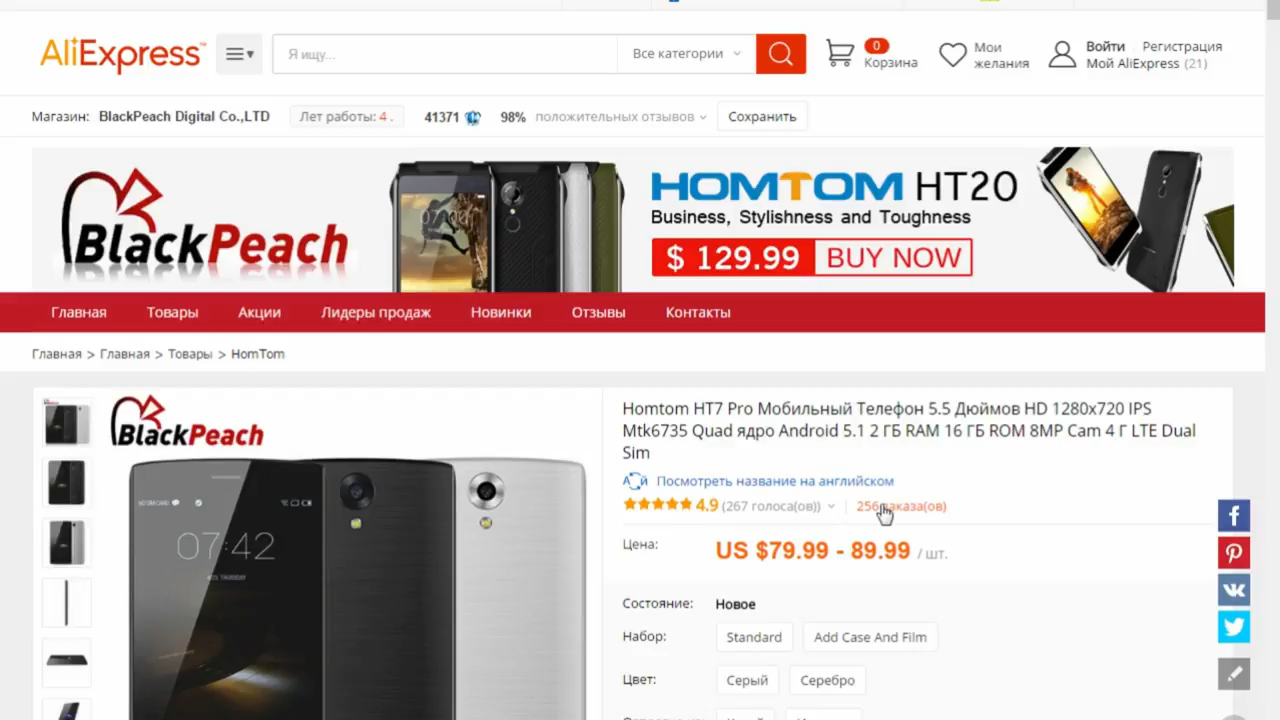 AliExpress™
Я ищу...
Все категории
0
Корзина
Мои
желания
Войти Регистрация
Мой AliExpress (21)
Магазин: BlackPeach Digital Co.,LTD
Лет работы: 4 .
41371
98% положительных отзывов
Сохранить
BlackPeach
HOMTOM HT20
Business, Stylishness and Toughness
$ 129.99 BUY NOW
Главная Товары Акции Лидеры продаж Новинки Отзывы Контакты
Главная > Главная > Товары > HomTom
BlackPeach
07:42
Homtom HT7 Pro Мобильный Телефон 5.5 Дюймов HD 1280x720 IPS
Mtk6735 Quad ядро Android 5.1 2 ГБ RAM 16 ГБ ROM 8MP Cam 4 Г LTE Dual
Sim
Посмотреть название на английском
4.9 (267 голоса(ов)) 256 заказа(ов)
Цена: US $79.99 - 89.99 / шт.
Состояние: Новое
Набор: Standard Add Case And Film
Цвет: Серый Серебро